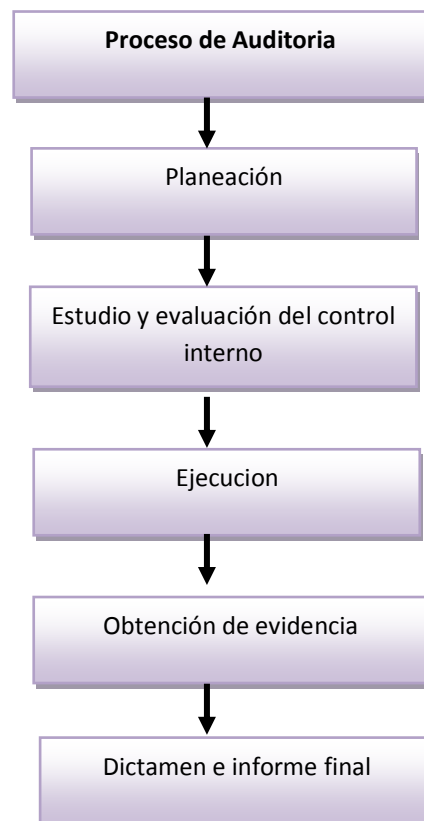 Proceso de Auditoria
Planeación
Estudio y evaluación del control
interno
Ejecucion
Obtención de evidencia
Dictamen e informe final